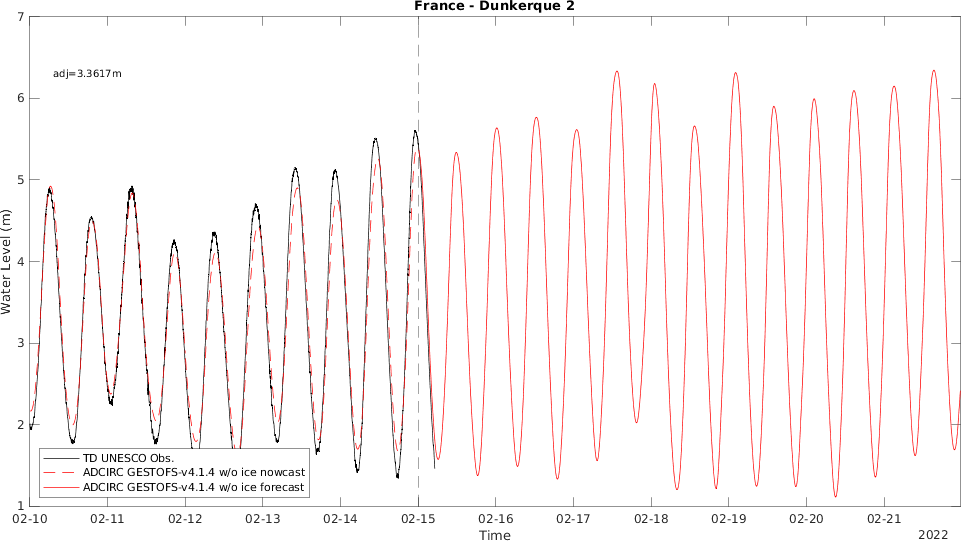 France - Dunkerque 2
7
adj=3.3617m
6
5
4
3
2
1
Water Level (m)
TD UNESCO Obs.
ADCIRC GESTOFS-v4.1.4 w/o ice nowcast
ADCIRC GESTOFS-v4.1.4 w/o ice forecast
02-10 02-11 02-12 02-13 02-14 02-15 02-16 02-17 02-18 02-19 02-20 02-21
Time
2022